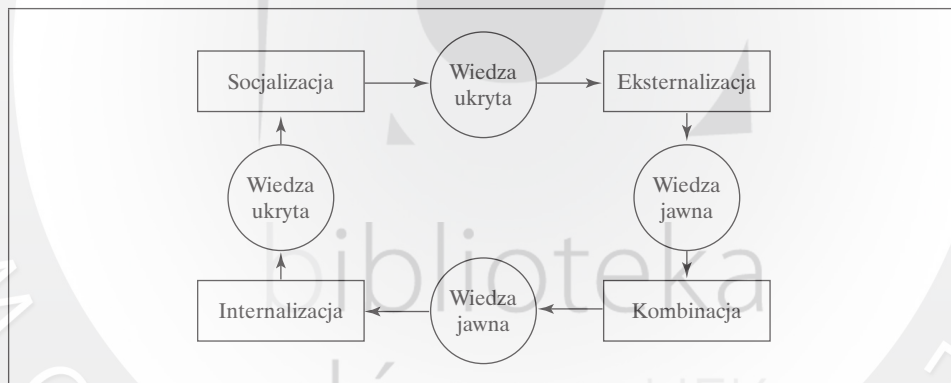 Socjalizacja
Wiedza
ukryta
Eksternalizacja
Wiedza
ukryta
Wiedza
jawna
biblioteka
Internalizacja
Wiedza
jawna
Kombinacja